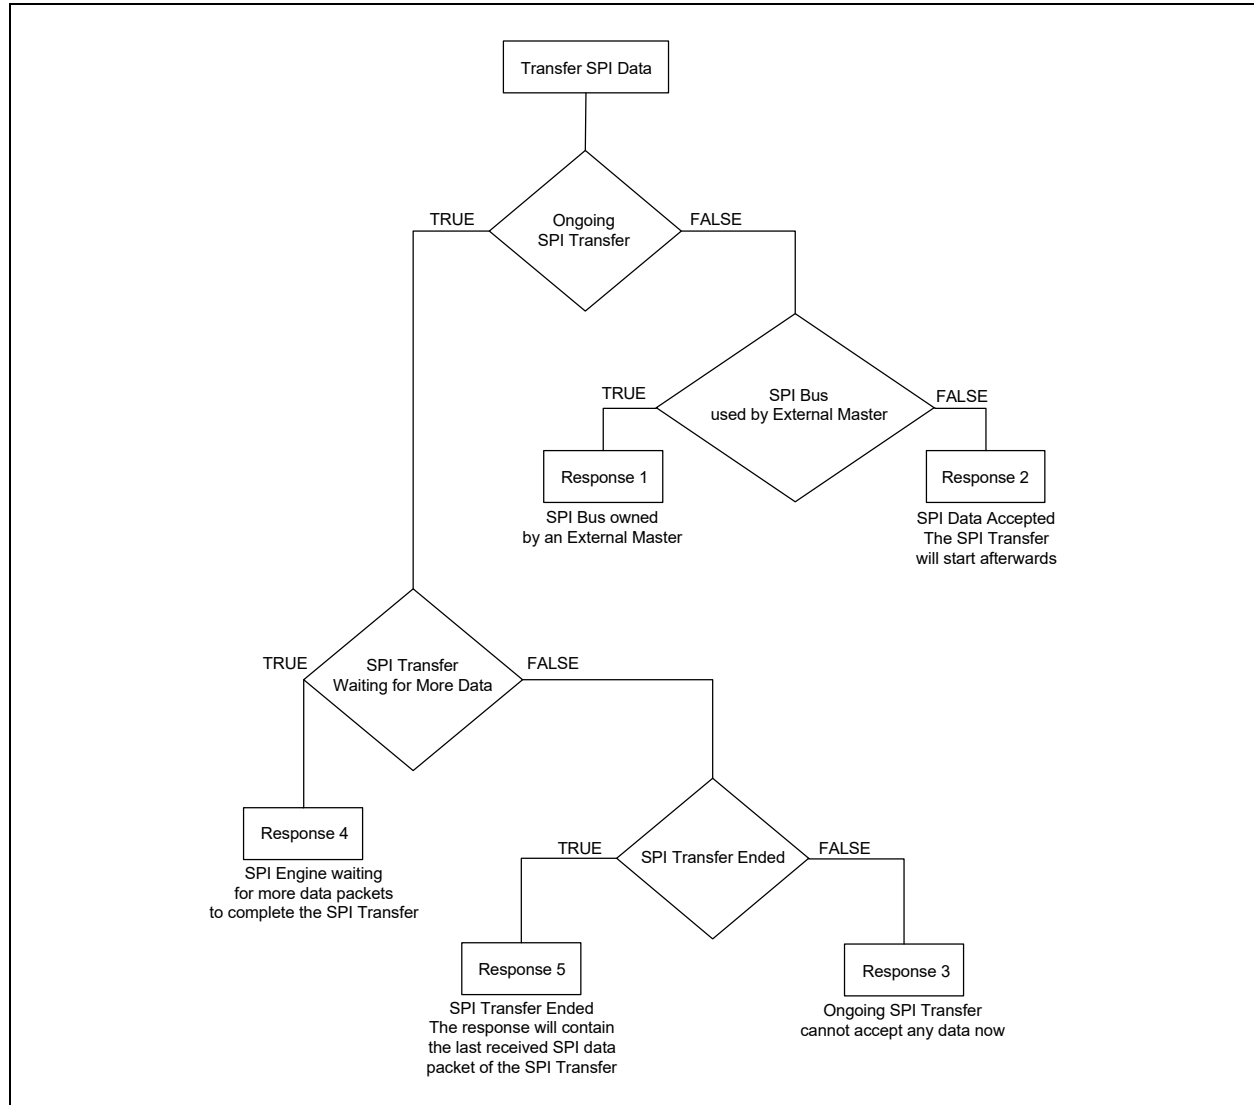 Transfer SPI Data
Ongoing
SPI Transfer
TRUE
FALSE
SPI Bus
used by External Master
TRUE
FALSE
Response 1
SPI Bus owned
by an External Master
Response 2
SPI Data Accepted
The SPI Transfer
will start afterwards
SPI Transfer
Waiting for More Data
TRUE
FALSE
Response 4
SPI Engine waiting
for more data packets
to complete the SPI Transfer
SPI Transfer Ended
TRUE
FALSE
Response 5
SPI Transfer Ended
The response will contain
the last received SPI data
packet of the SPI Transfer
Response 3
Ongoing SPI Transfer
cannot accept any data now